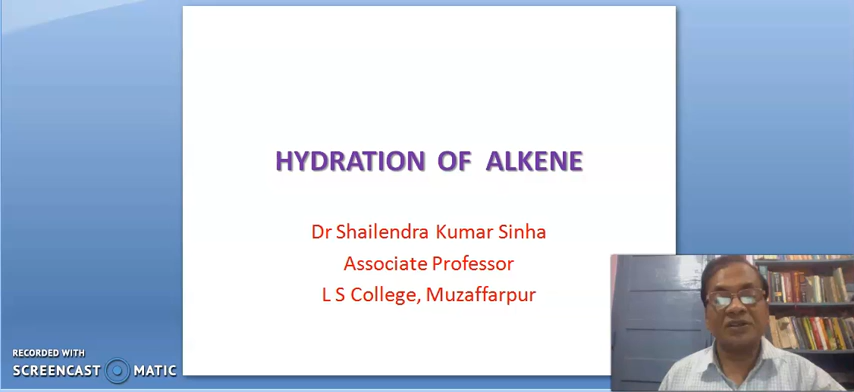 HYDRATION OF ALKENE
Dr Shailendra Kumar Sinha
Associate Professor
L S College, Muzaffarpur
RECORDED WITH
SCREENCAST MATIC